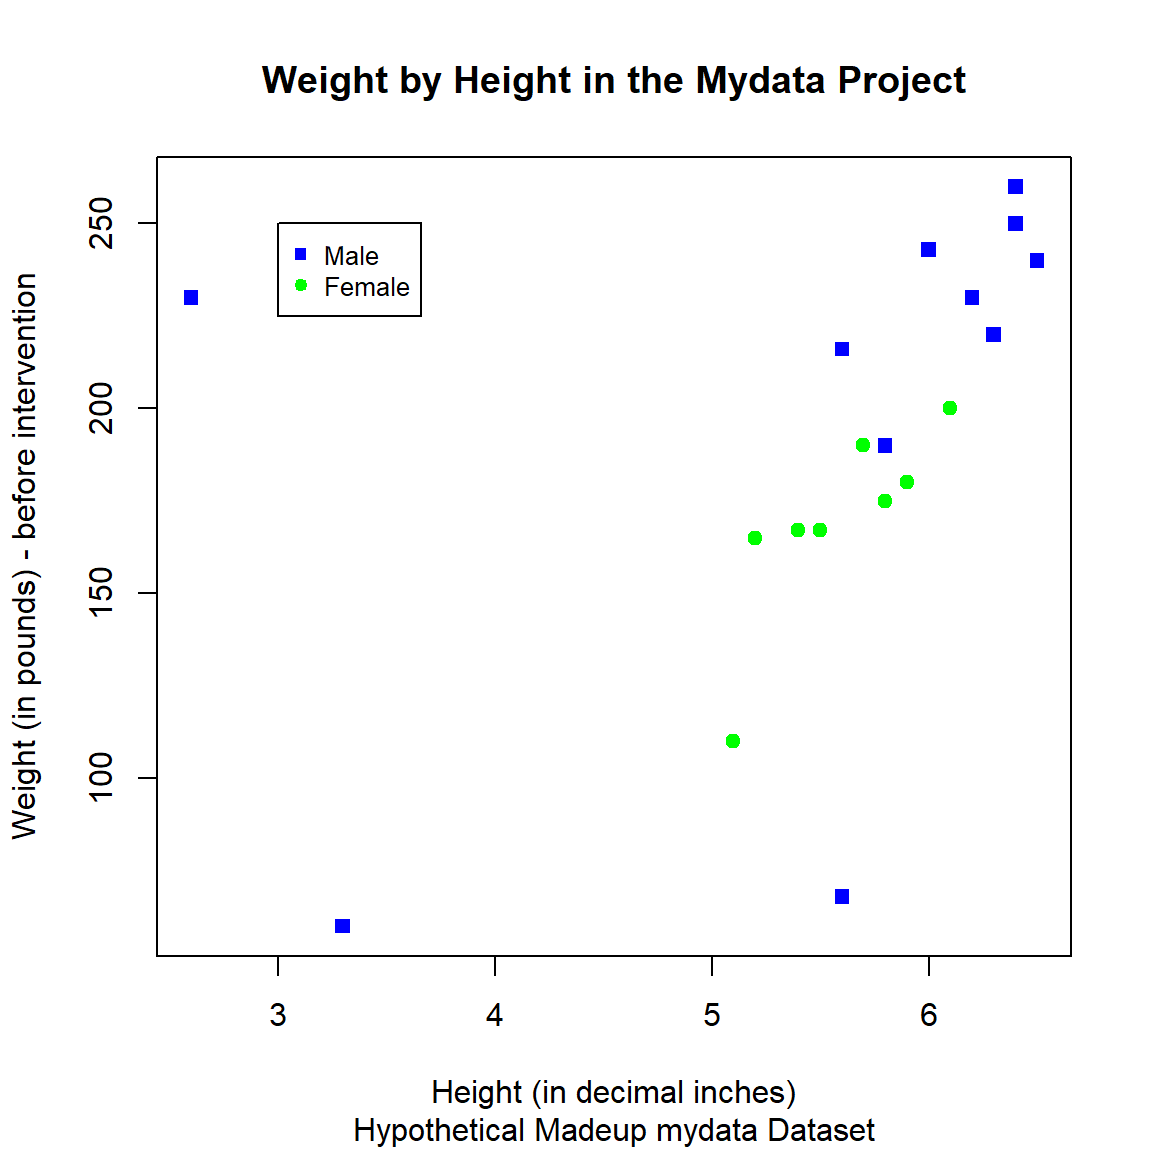 Weight by Height in the Mydata Project
Weight (in pounds) - before intervention
250
200
150
100
Male
Female
3 4 5 6
Height (in decimal inches)
Hypothetical Madeup mydata Dataset